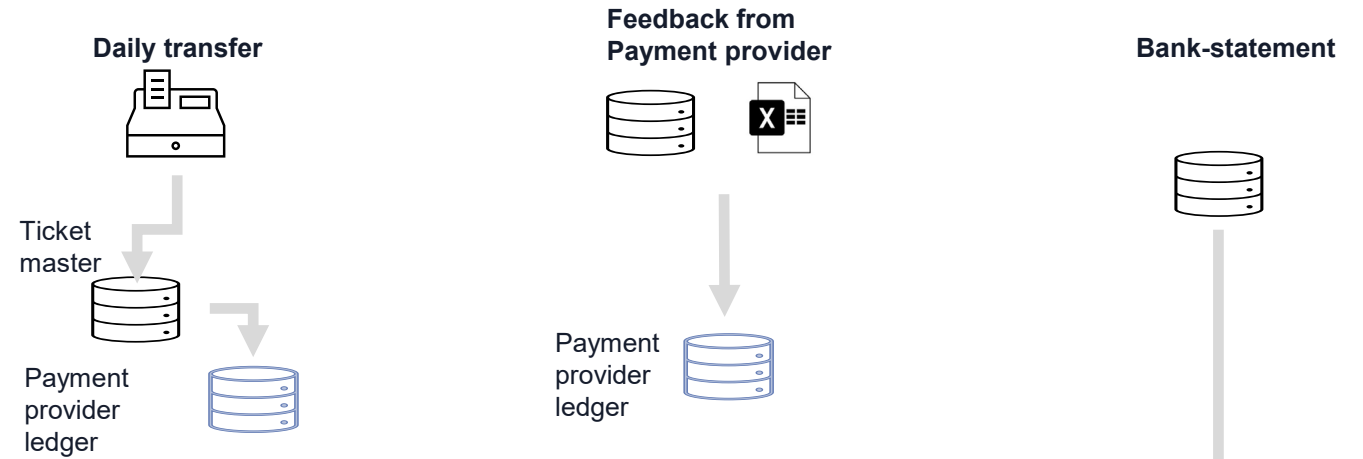 Daily transfer
Feedback from
Payment provider
Bank-statement
X
Ticket
master
Payment
provider
ledger
Payment
provider
ledger